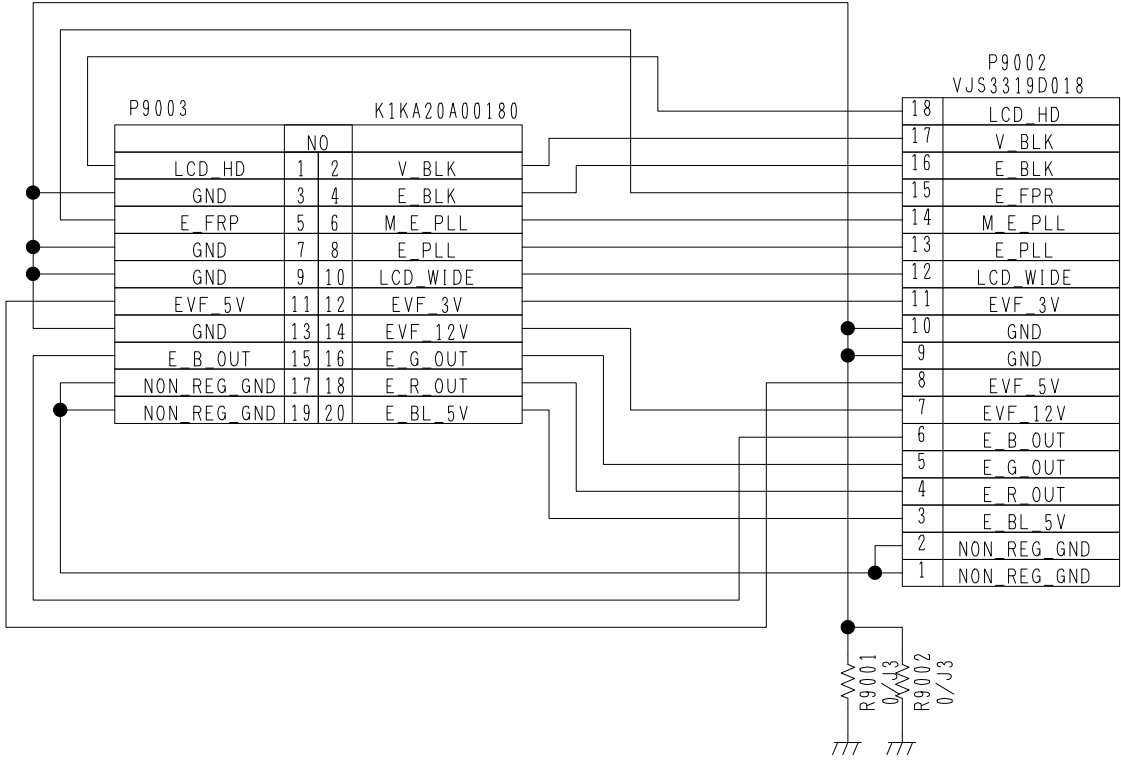 P9002
VJS3319D018
P9003 K1KA20A00180
NO
LCD_HD 1 2 V_BLK
GND 3 4 E_BLK
E_FRP 5 6 M_E_PLL
GND 7 8 E_PLL
GND 9 10 LCD_WIDE
EVF_5V 11 12 EVF_3V
GND 13 14 EVF_12V
E_B_OUT 15 16 E_G_OUT
NON_REG_GND 17 18 E_R_OUT
NON_REG_GND 19 20 E_BL_5V
18 LCD_HD
17 V_BLK
16 E_BLK
15 E_FPR
14 M_E_PLL
13 E_PLL
12 LCD_WIDE
11 EVF_3V
10 GND
9 GND
8 EVF_5V
7 EVF_12V
6 E_B_OUT
5 E_G_OUT
4 E_R_OUT
3 E_BL_5V
2 NON_REG_GND
1 NON_REG_GND
R9001
0/J3
R9002
0/J3